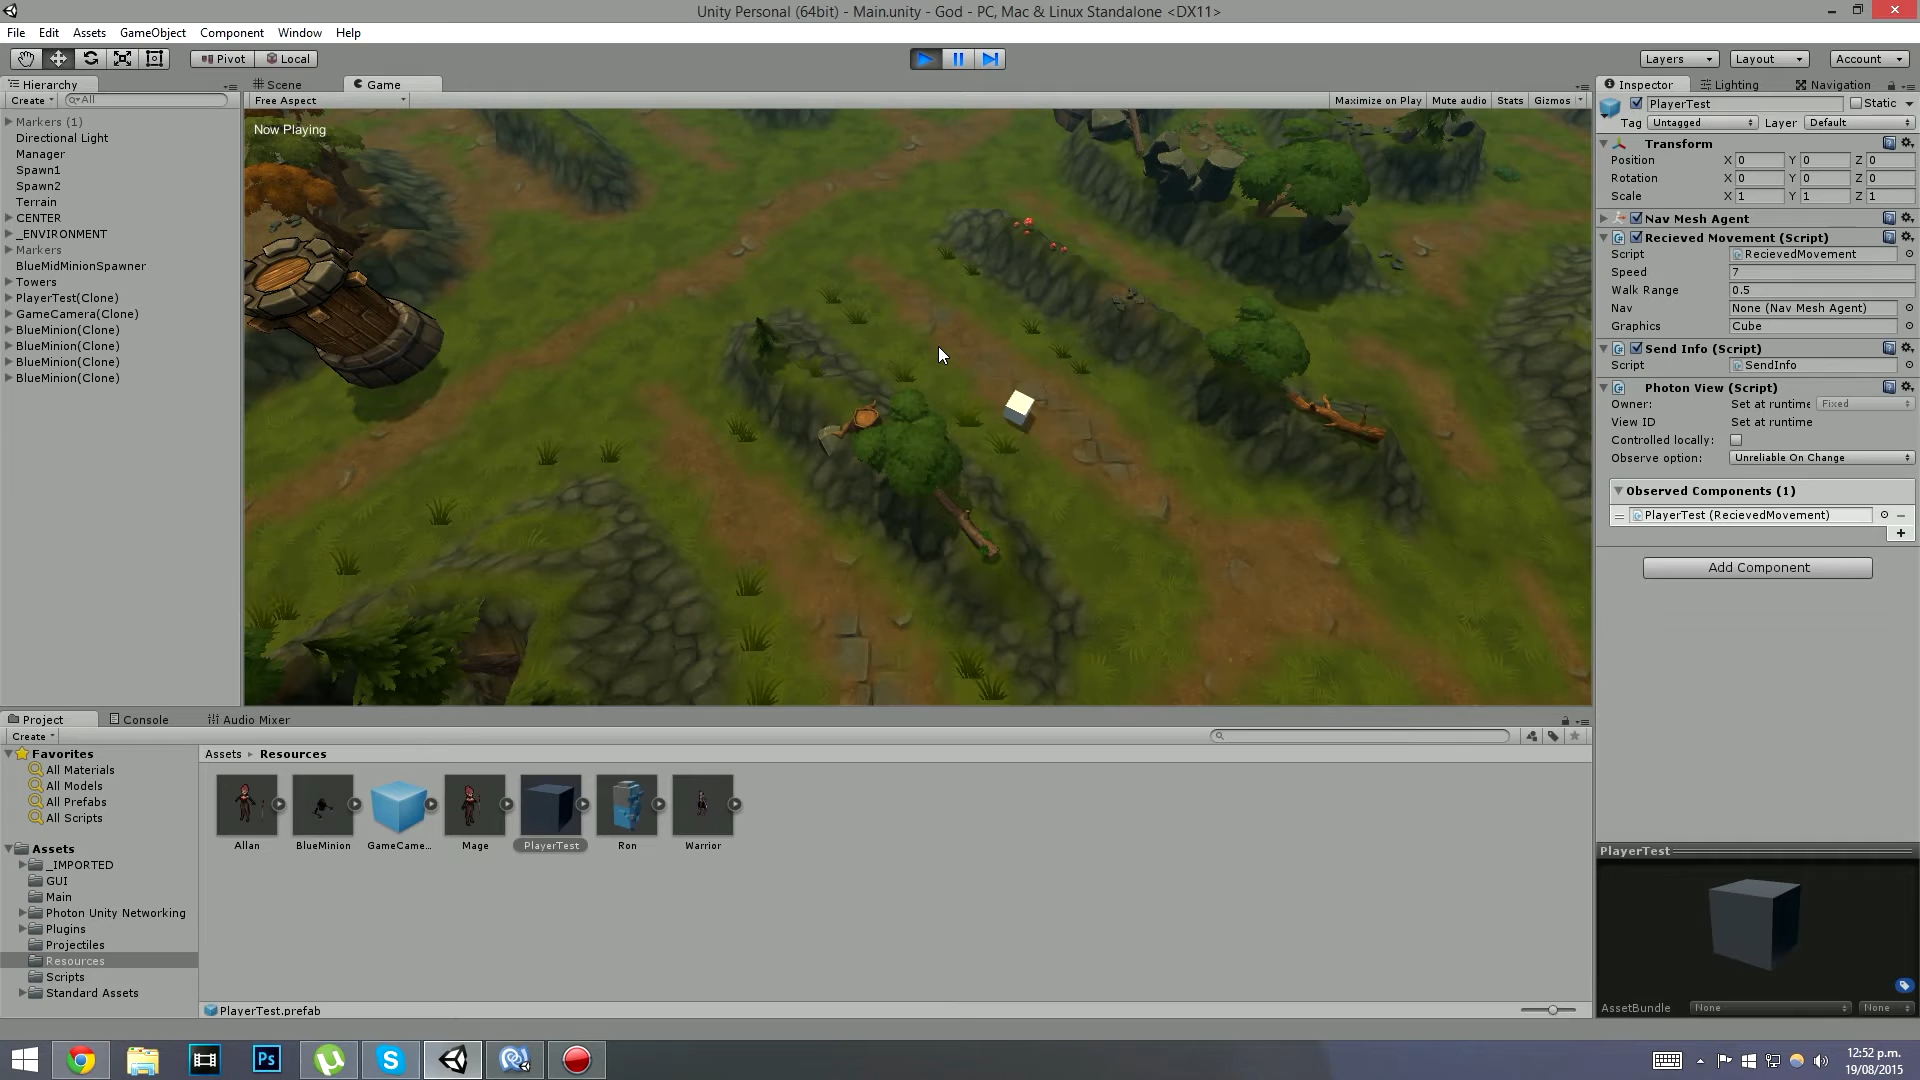 Unity Personal (64bit) - Main.unity - God - PC, Mac & Linux Standalone <DX11>
File Edit Assets GameObject Component Window Help
Pivot Local Layers Layout Account
Hierarchy
Create All
Markers (1)
Directional Light
Manager
Spawn1
Spawn2
Terrain
CENTER
_ENVIRONMENT
Markers
BlueMidMinionSpawner
Towers
PlayerTest(Clone)
GameCamera(Clone)
BlueMinion(Clone)
BlueMinion(Clone)
BlueMinion(Clone)
BlueMinion(Clone)
Scene Game
Free Aspect Maximize on Play Mute audio Stats Gizmos
Now Playing
Inspector Lighting Navigation
PlayerTest Static
Tag Untagged Layer Default
Transform
Position X 0 Y 0 Z 0
Rotation X 0 Y 0 Z 0
Scale X 1 Y 1 Z 1
Nav Mesh Agent
Recieved Movement (Script)
Script RecievedMovement
Speed 7
Walk Range 0.5
Nav None (Nav Mesh Agent)
Graphics Cube
Send Info (Script)
Script SendInfo
Photon View (Script)
Owner: Set at runtime Fixed
View ID Set at runtime
Controlled locally:
Observe option: Unreliable On Change
Observed Components (1)
PlayerTest (RecievedMovement)
Add Component
Project Console Audio Mixer
Create
Favorites
All Materials
All Models
All Prefabs
All Scripts
Assets
_IMPORTED
GUI
Main
Photon Unity Networking
Plugins
Projectiles
Resources
Scripts
Standard Assets
Assets Resources
Allan BlueMinion GameCame... Mage PlayerTest Ron Warrior
PlayerTest.prefab
PlayerTest
AssetBundle None None
Ps
12:52 p.m.
19/08/2015